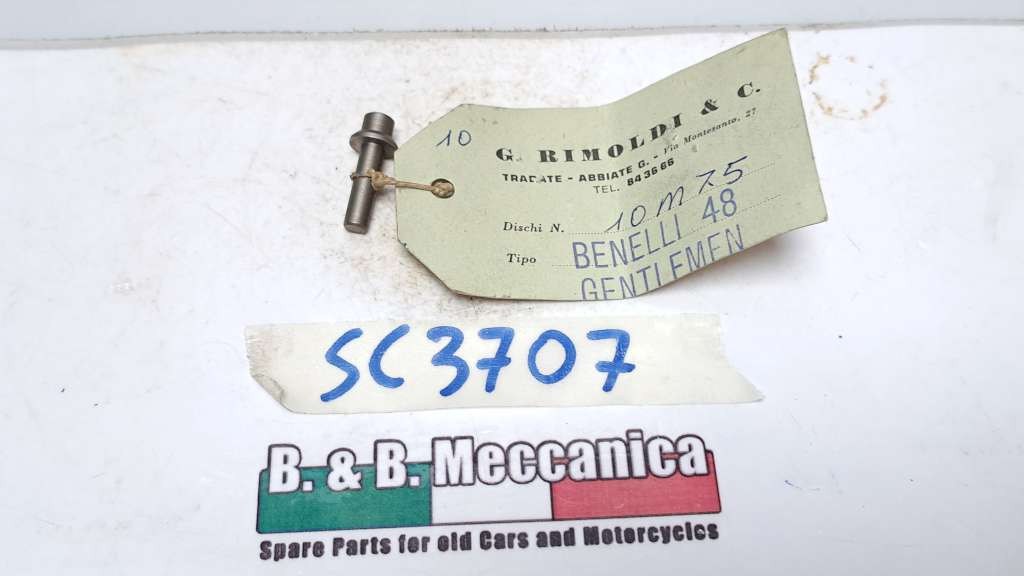 10
G. RIMOLDI & C.
TRADATE - ABBIATE G. - Via Montesanto, 27
TEL. 843666
Dischi N. 10 M 7.5
Tipo BENELLI 48
GENTLEMEN
SC3707
B. & B. Meccanica
Spare Parts for old Cars and Motorcycles